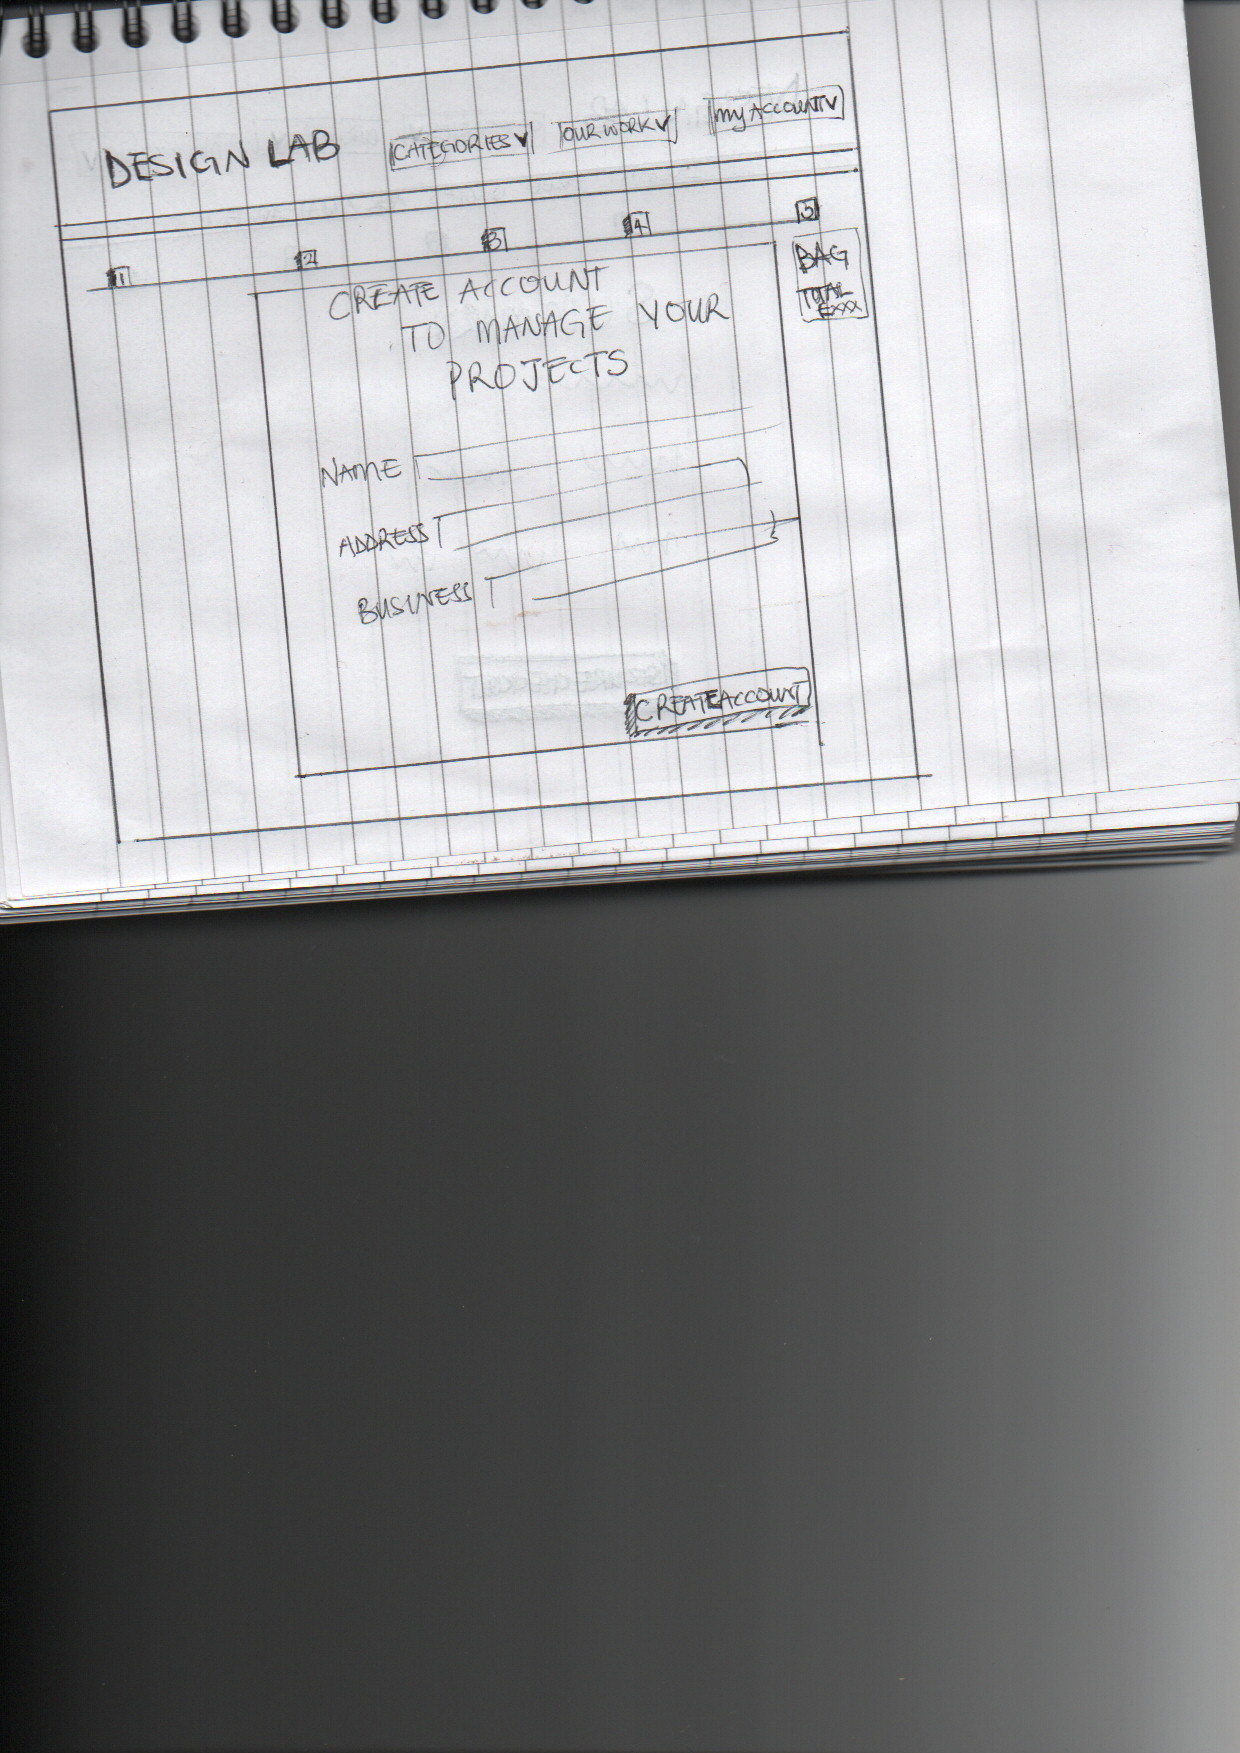 DESIGN LAB
CATEGORIES V
OUR WORK V
MY ACCOUNT V
1
2
3
4
5
BAG
TOTAL
£XXX
CREATE ACCOUNT
TO MANAGE YOUR
PROJECTS
NAME
ADDRESS
BUSINESS
CREATE ACCOUNT